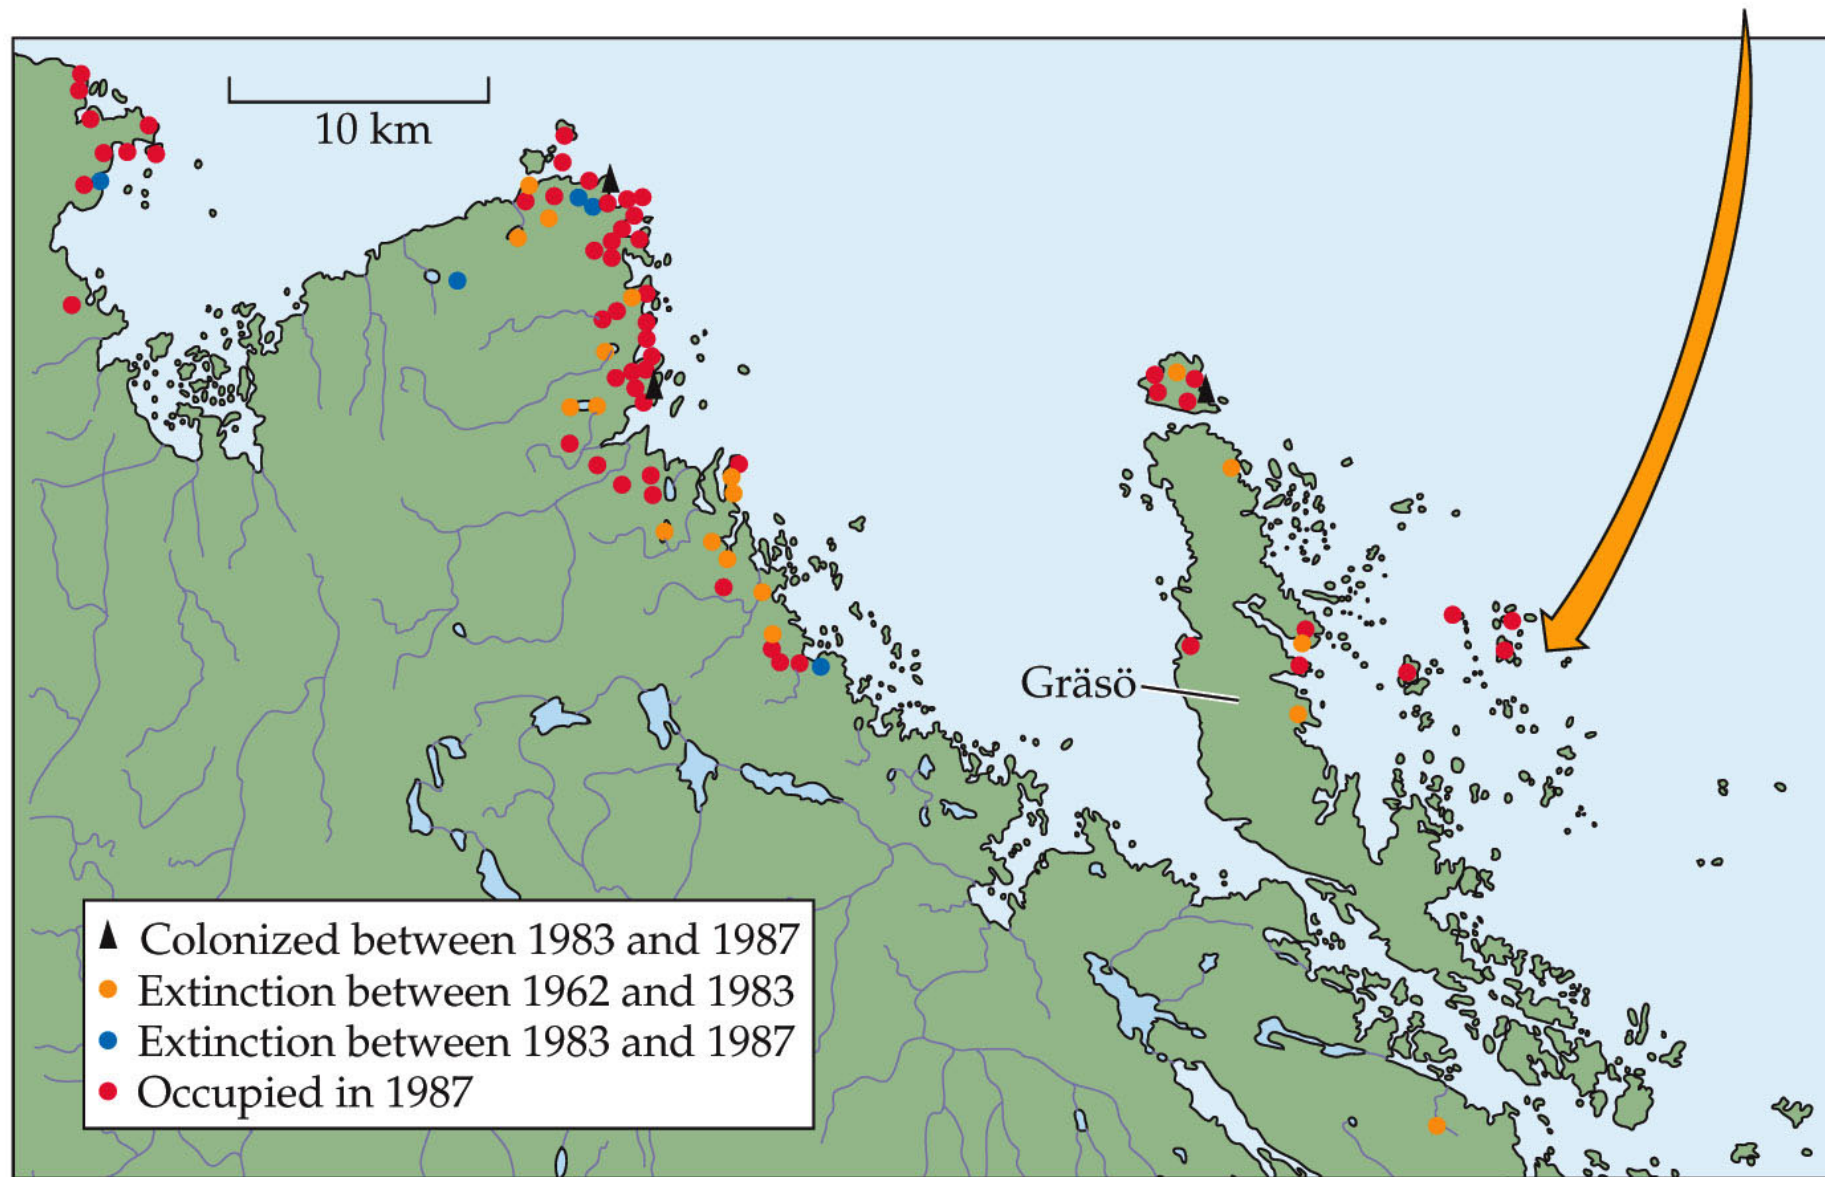 10 km
Gräsö
Colonized between 1983 and 1987
Extinction between 1962 and 1983
Extinction between 1983 and 1987
Occupied in 1987